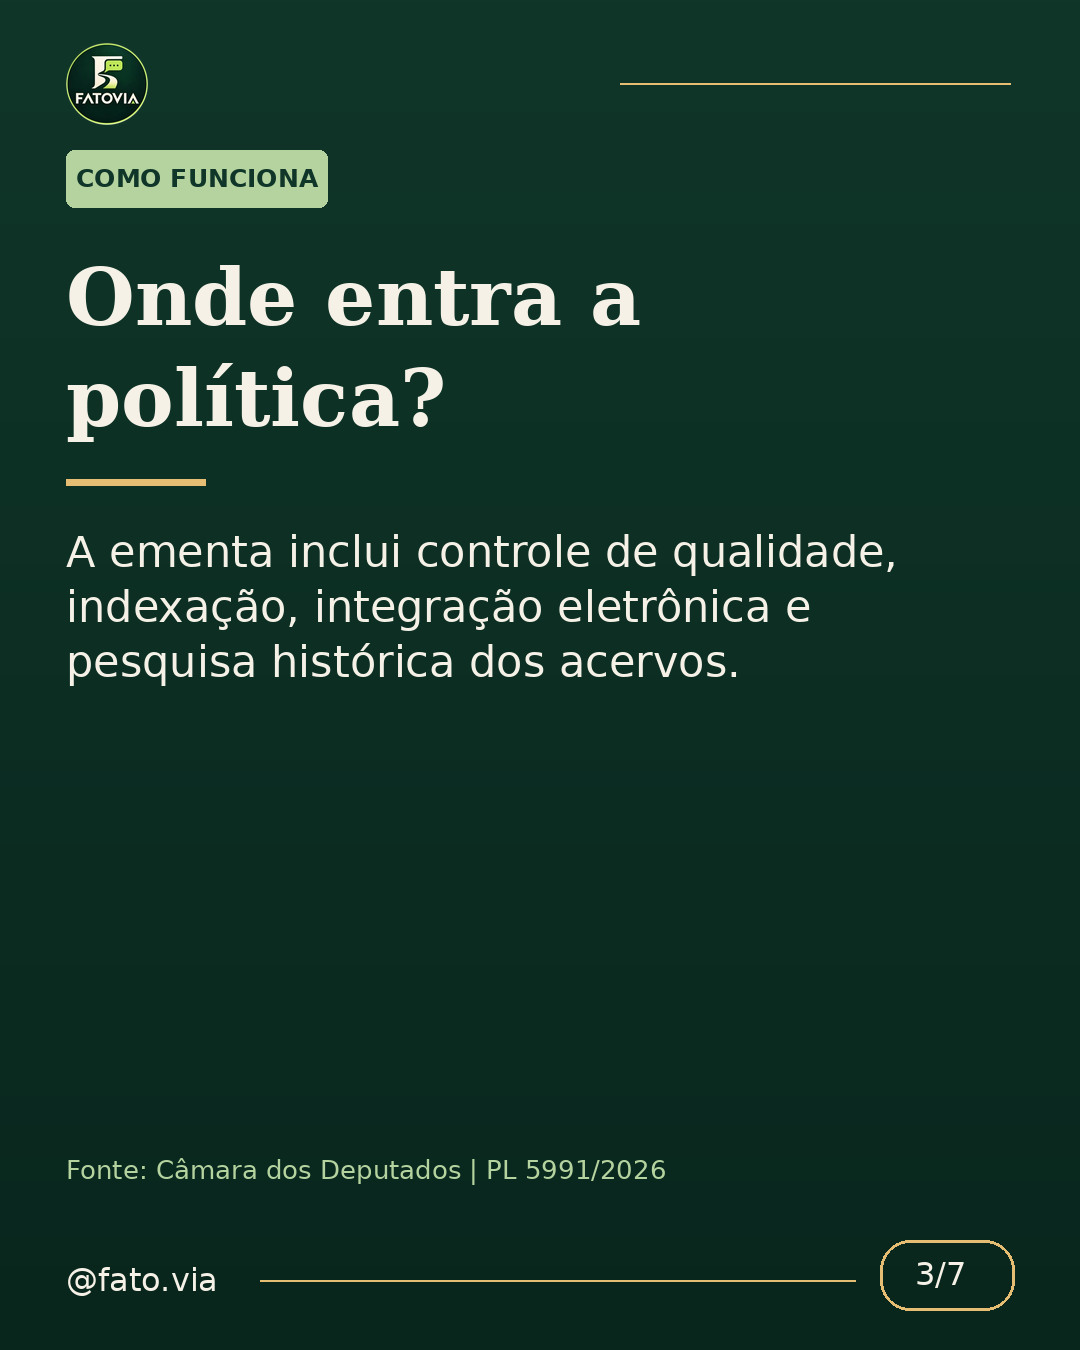 FATOVIA
COMO FUNCIONA
Onde entra a
política?
A ementa inclui controle de qualidade,
indexação, integração eletrônica e
pesquisa histórica dos acervos.
Fonte: Câmara dos Deputados | PL 5991/2026
@fato.via
3/7